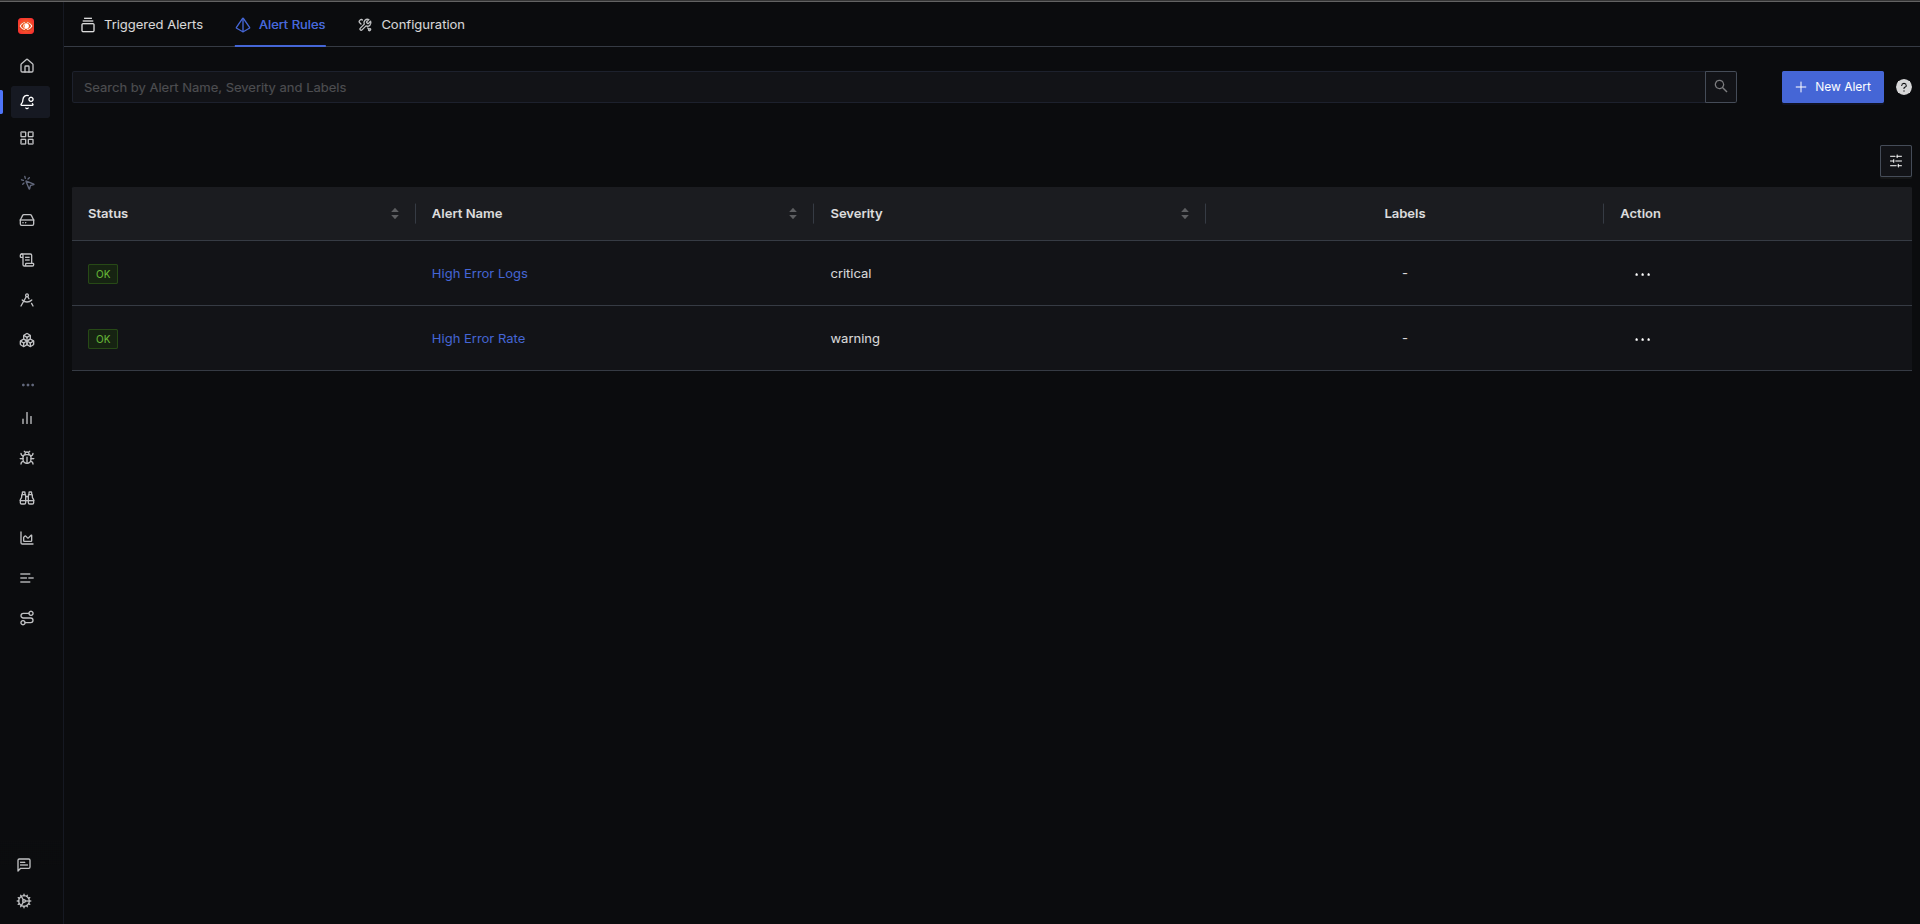 Triggered Alerts Alert Rules Configuration
Search by Alert Name, Severity and Labels New Alert ?
Status Alert Name Severity Labels Action
OK High Error Logs critical - ...
OK High Error Rate warning - ...